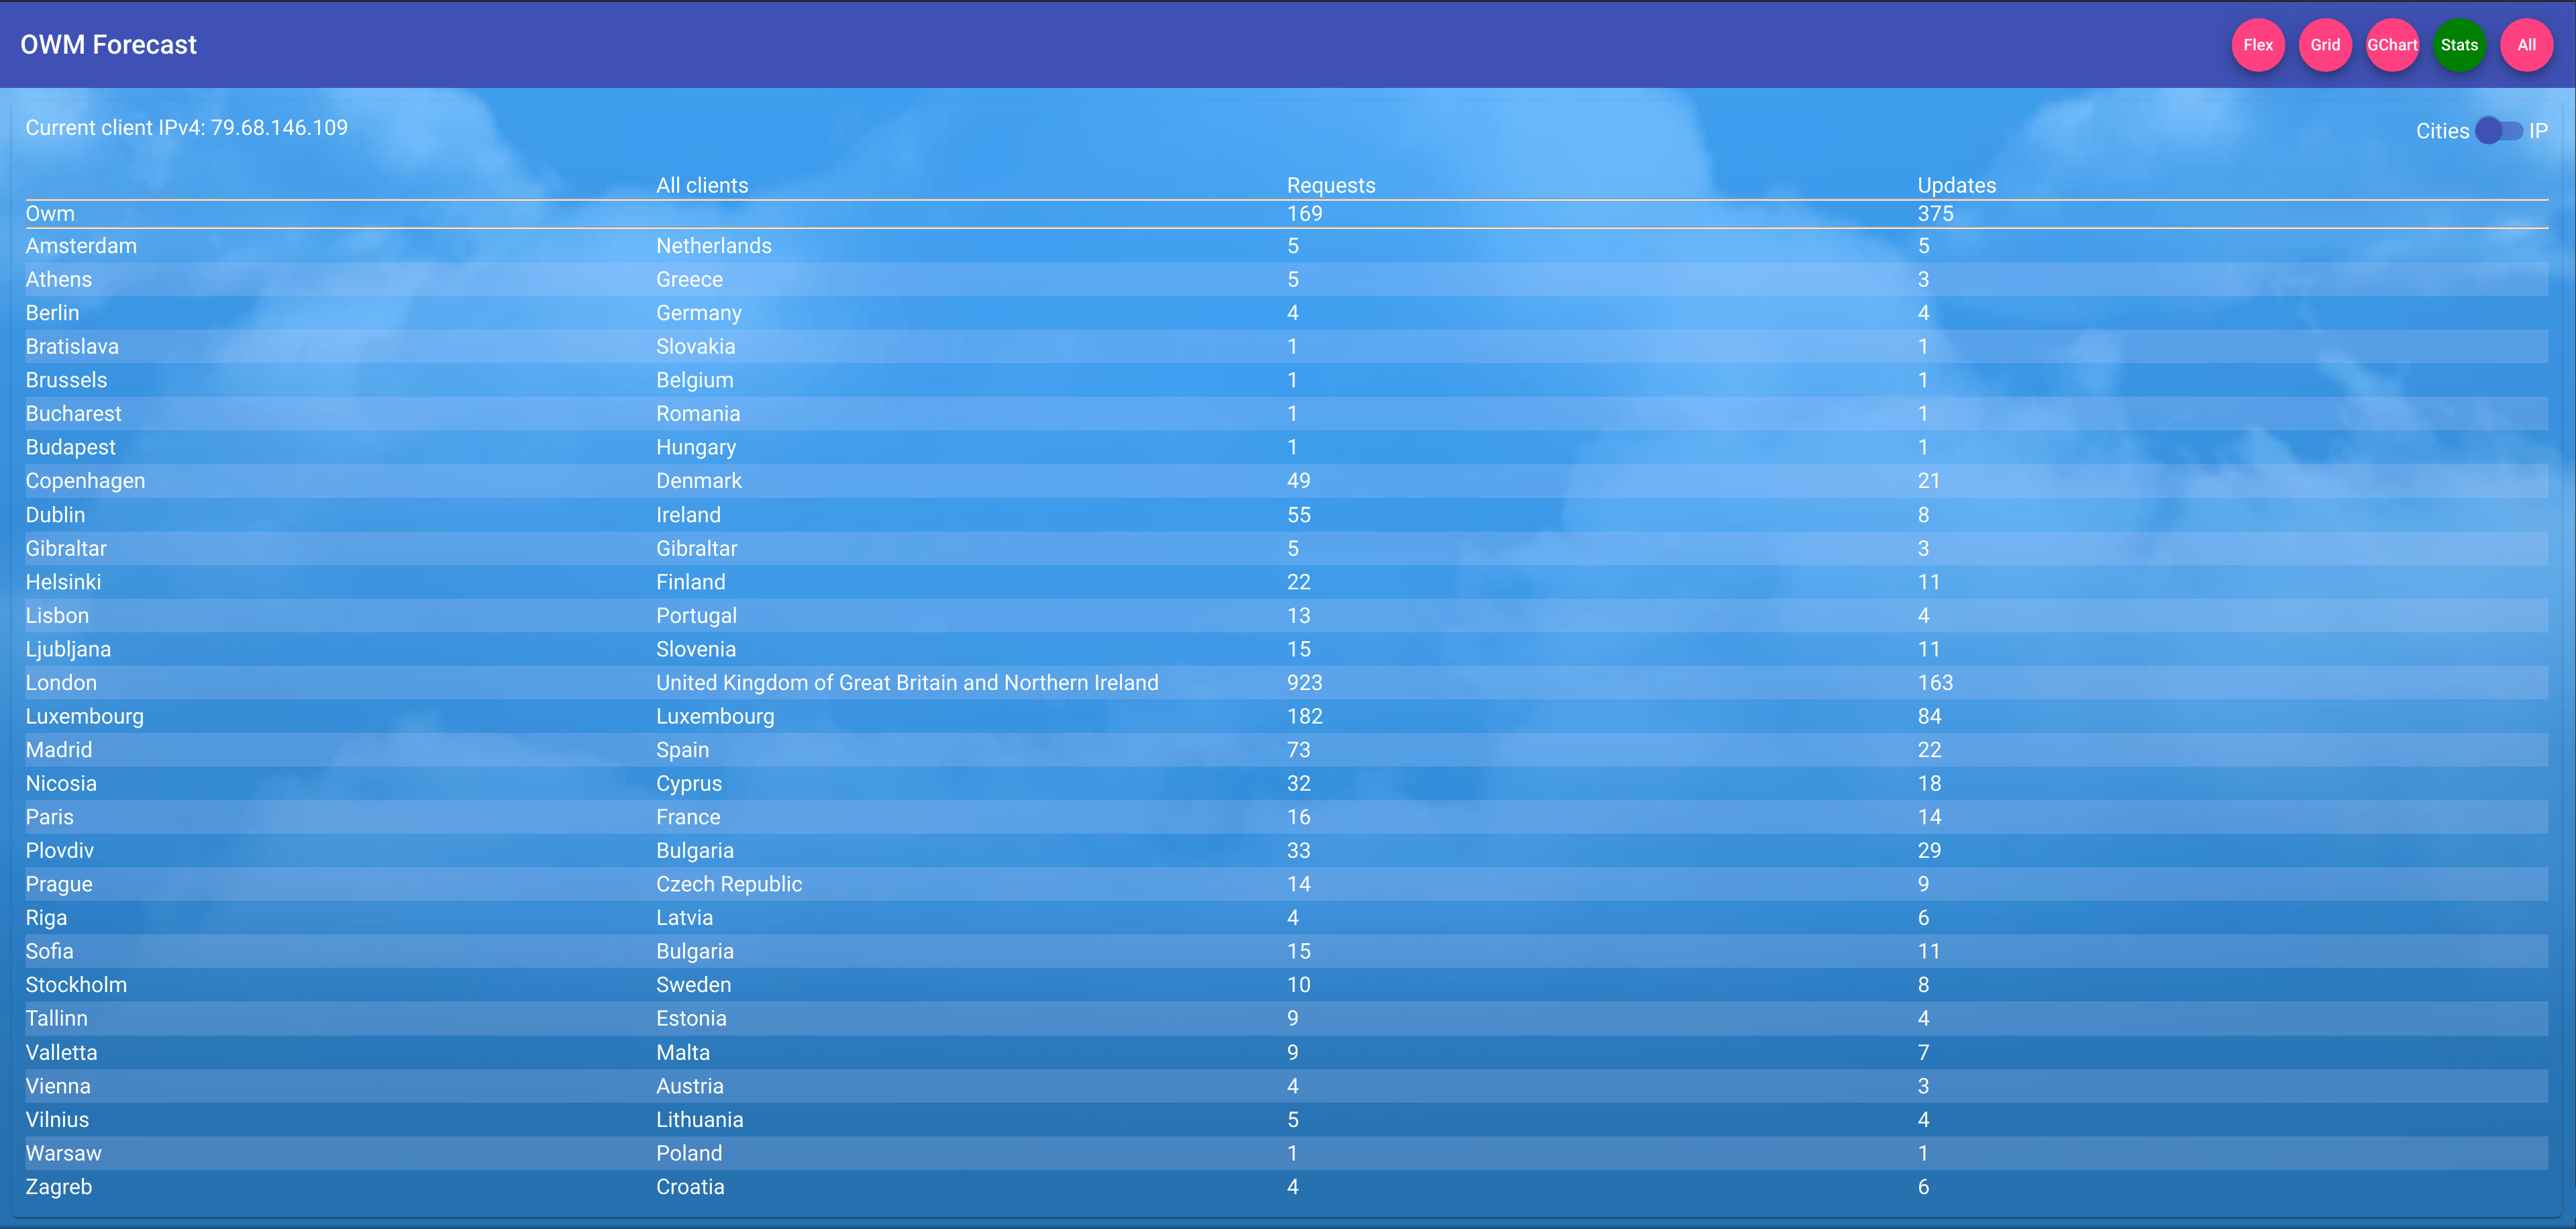 OWM Forecast Flex Grid GChart Stats All
Current client IPv4: 79.68.146.109 Cities IP
All clients Requests Updates
Owm 169 375
Amsterdam Netherlands 5 5
Athens Greece 5 3
Berlin Germany 4 4
Bratislava Slovakia 1 1
Brussels Belgium 1 1
Bucharest Romania 1 1
Budapest Hungary 1 1
Copenhagen Denmark 49 21
Dublin Ireland 55 8
Gibraltar Gibraltar 5 3
Helsinki Finland 22 11
Lisbon Portugal 13 4
Ljubljana Slovenia 15 11
London United Kingdom of Great Britain and Northern Ireland 923 163
Luxembourg Luxembourg 182 84
Madrid Spain 73 22
Nicosia Cyprus 32 18
Paris France 16 14
Plovdiv Bulgaria 33 29
Prague Czech Republic 14 9
Riga Latvia 4 6
Sofia Bulgaria 15 11
Stockholm Sweden 10 8
Tallinn Estonia 9 4
Valletta Malta 9 7
Vienna Austria 4 3
Vilnius Lithuania 5 4
Warsaw Poland 1 1
Zagreb Croatia 4 6